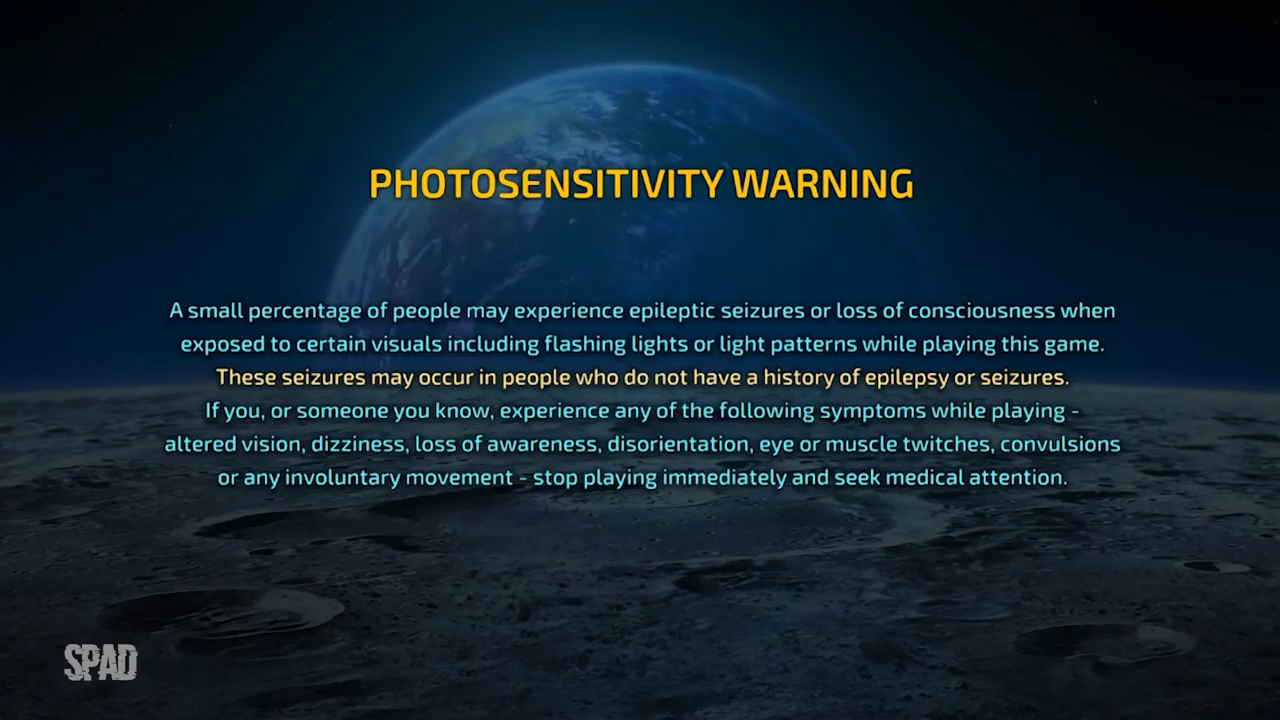 PHOTOSENSITIVITY WARNING
A small percentage of people may experience epileptic seizures or loss of consciousness when
exposed to certain visuals including flashing lights or light patterns while playing this game.
These seizures may occur in people who do not have a history of epilepsy or seizures.
If you, or someone you know, experience any of the following symptoms while playing -
altered vision, dizziness, loss of awareness, disorientation, eye or muscle twitches, convulsions
or any involuntary movement - stop playing immediately and seek medical attention.
SPAD